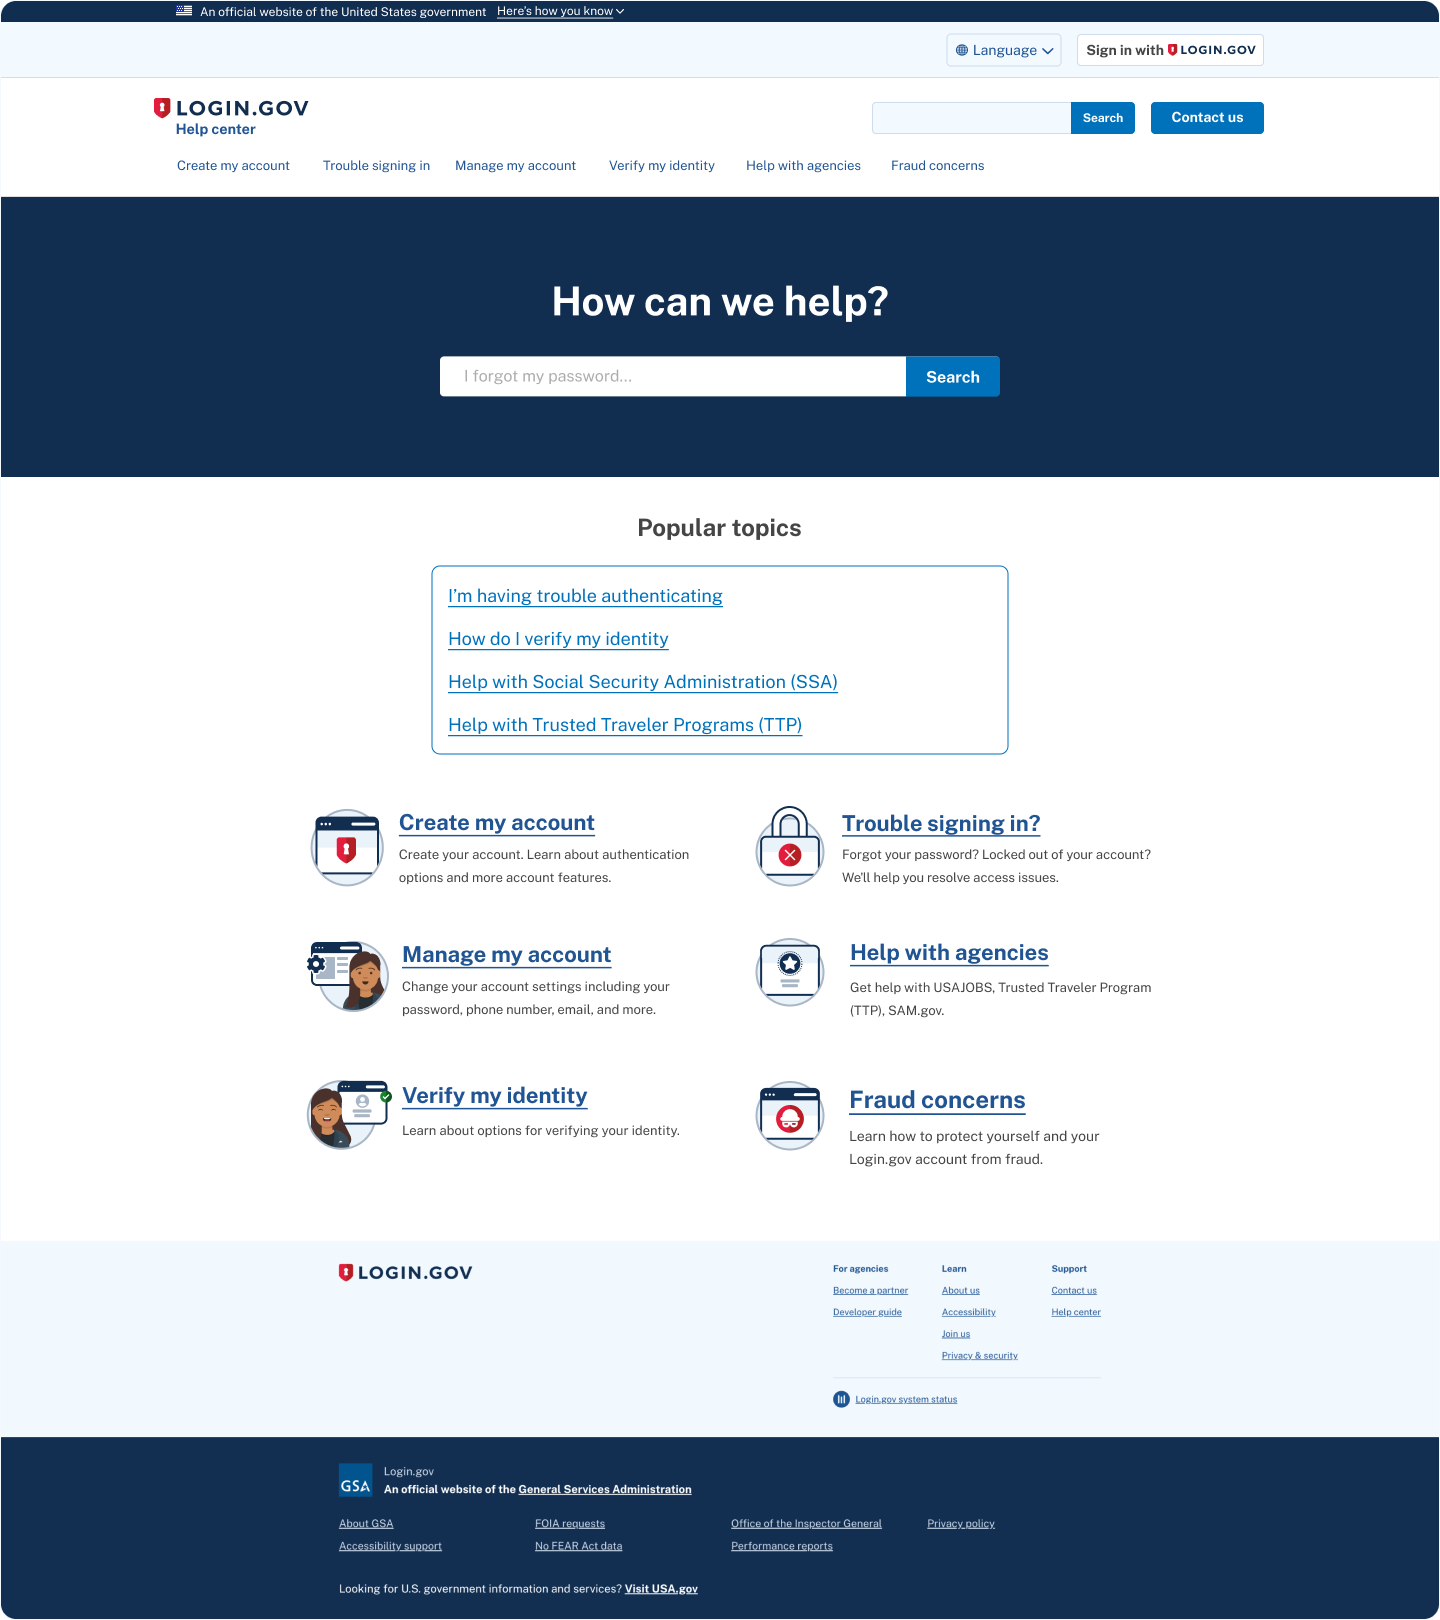 An official website of the United States government Here's how you know
Language
Sign in with LOGIN.GOV
LOGIN.GOV
Help center
Search
Contact us
Create my account
Trouble signing in
Manage my account
Verify my identity
Help with agencies
Fraud concerns
How can we help?
I forgot my password...
Search
Popular topics
I’m having trouble authenticating
How do I verify my identity
Help with Social Security Administration (SSA)
Help with Trusted Traveler Programs (TTP)
Create my account
Create your account. Learn about authentication
options and more account features.
Trouble signing in?
Forgot your password? Locked out of your account?
We'll help you resolve access issues.
Manage my account
Change your account settings including your
password, phone number, email, and more.
Help with agencies
Get help with USAJOBS, Trusted Traveler Program
(TTP), SAM.gov.
Verify my identity
Learn about options for verifying your identity.
Fraud concerns
Learn how to protect yourself and your
Login.gov account from fraud.
LOGIN.GOV
For agencies
Become a partner
Developer guide
Learn
About us
Accessibility
Join us
Privacy & security
Support
Contact us
Help center
Login.gov system status
GSA
Login.gov
An official website of the General Services Administration
About GSA
FOIA requests
Office of the Inspector General
Privacy policy
Accessibility support
No FEAR Act data
Performance reports
Looking for U.S. government information and services? Visit USA.gov